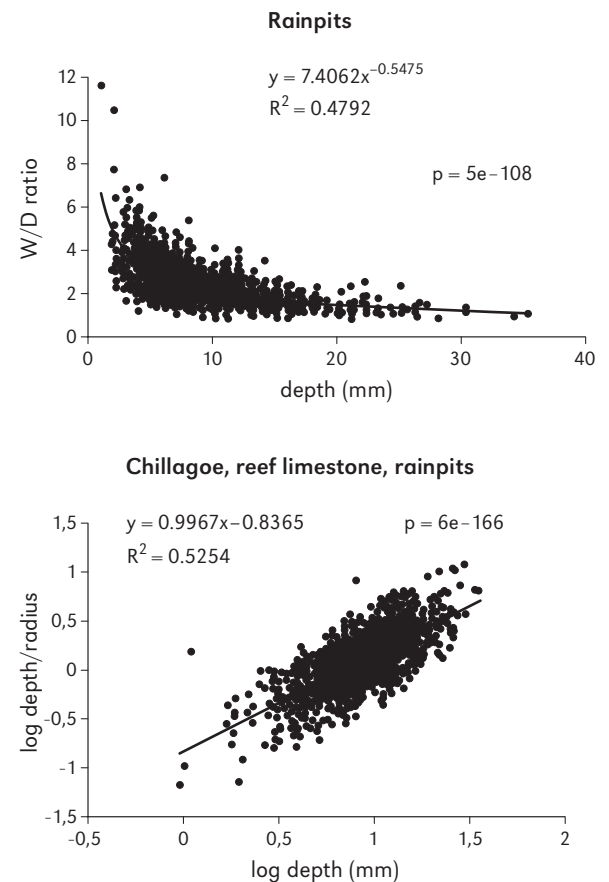 Rainpits
y = 7.4062x^−0.5475
R² = 0.4792
p = 5e−108
W/D ratio
12
10
8
6
4
2
0
0 10 20 30 40
depth (mm)
Chillagoe, reef limestone, rainpits
y = 0.9967x−0.8365
R² = 0.5254
p = 6e−166
log depth/radius
1,5
1
0,5
0
-0,5
-1
-1,5
-0,5 0 0,5 1 1,5 2
log depth (mm)